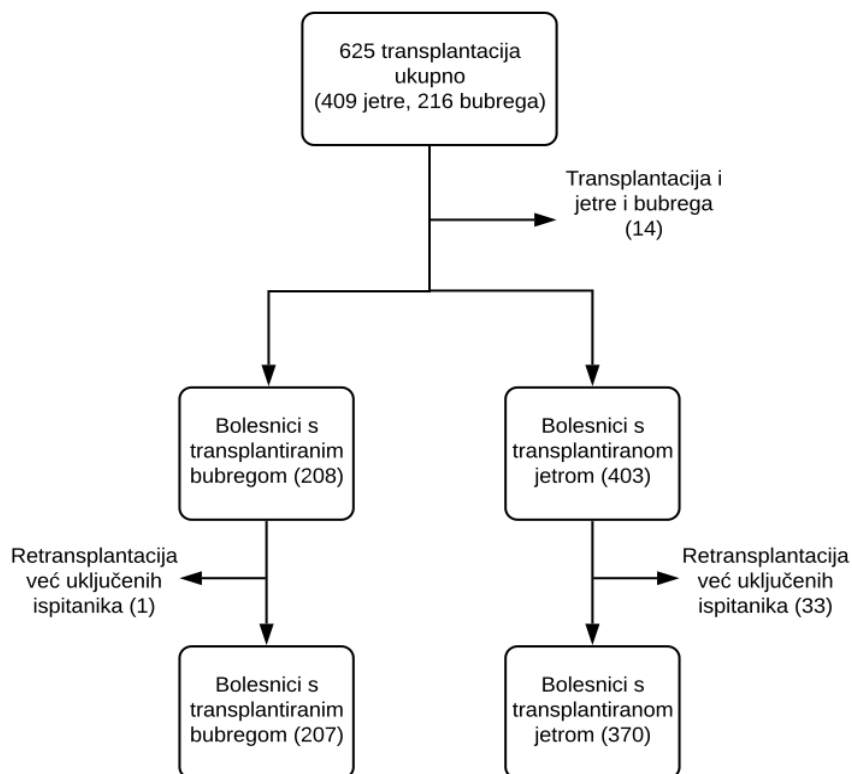 625 transplantacija
ukupno
(409 jetre, 216 bubrega)
Transplantacija i
jetre i bubrega
(14)
Bolesnici s
transplantiranim
bubregom (208)
Bolesnici s
transplantiranom
jetrom (403)
Retransplantacija
već uključenih
ispitanika (1)
Retransplantacija
već uključenih
ispitanika (33)
Bolesnici s
transplantiranim
bubregom (207)
Bolesnici s
transplantiranom
jetrom (370)